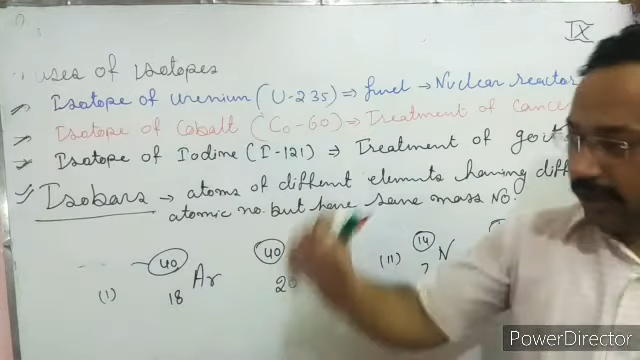 IX
uses of Isotopes
Isotope of Urenium (U-235) ⇒ fuel → Nuclear reactor
Isotope of Cobalt (Co-60) ⇒ Treatment of Cance
Isotope of Iodine (I-121) ⇒ Treatment of goit
Isobars → atoms of different elements having diff
atomic no. but have same mass No.
(I) 40 18 Ar 40 20 (II) 14 7 N
PowerDirector